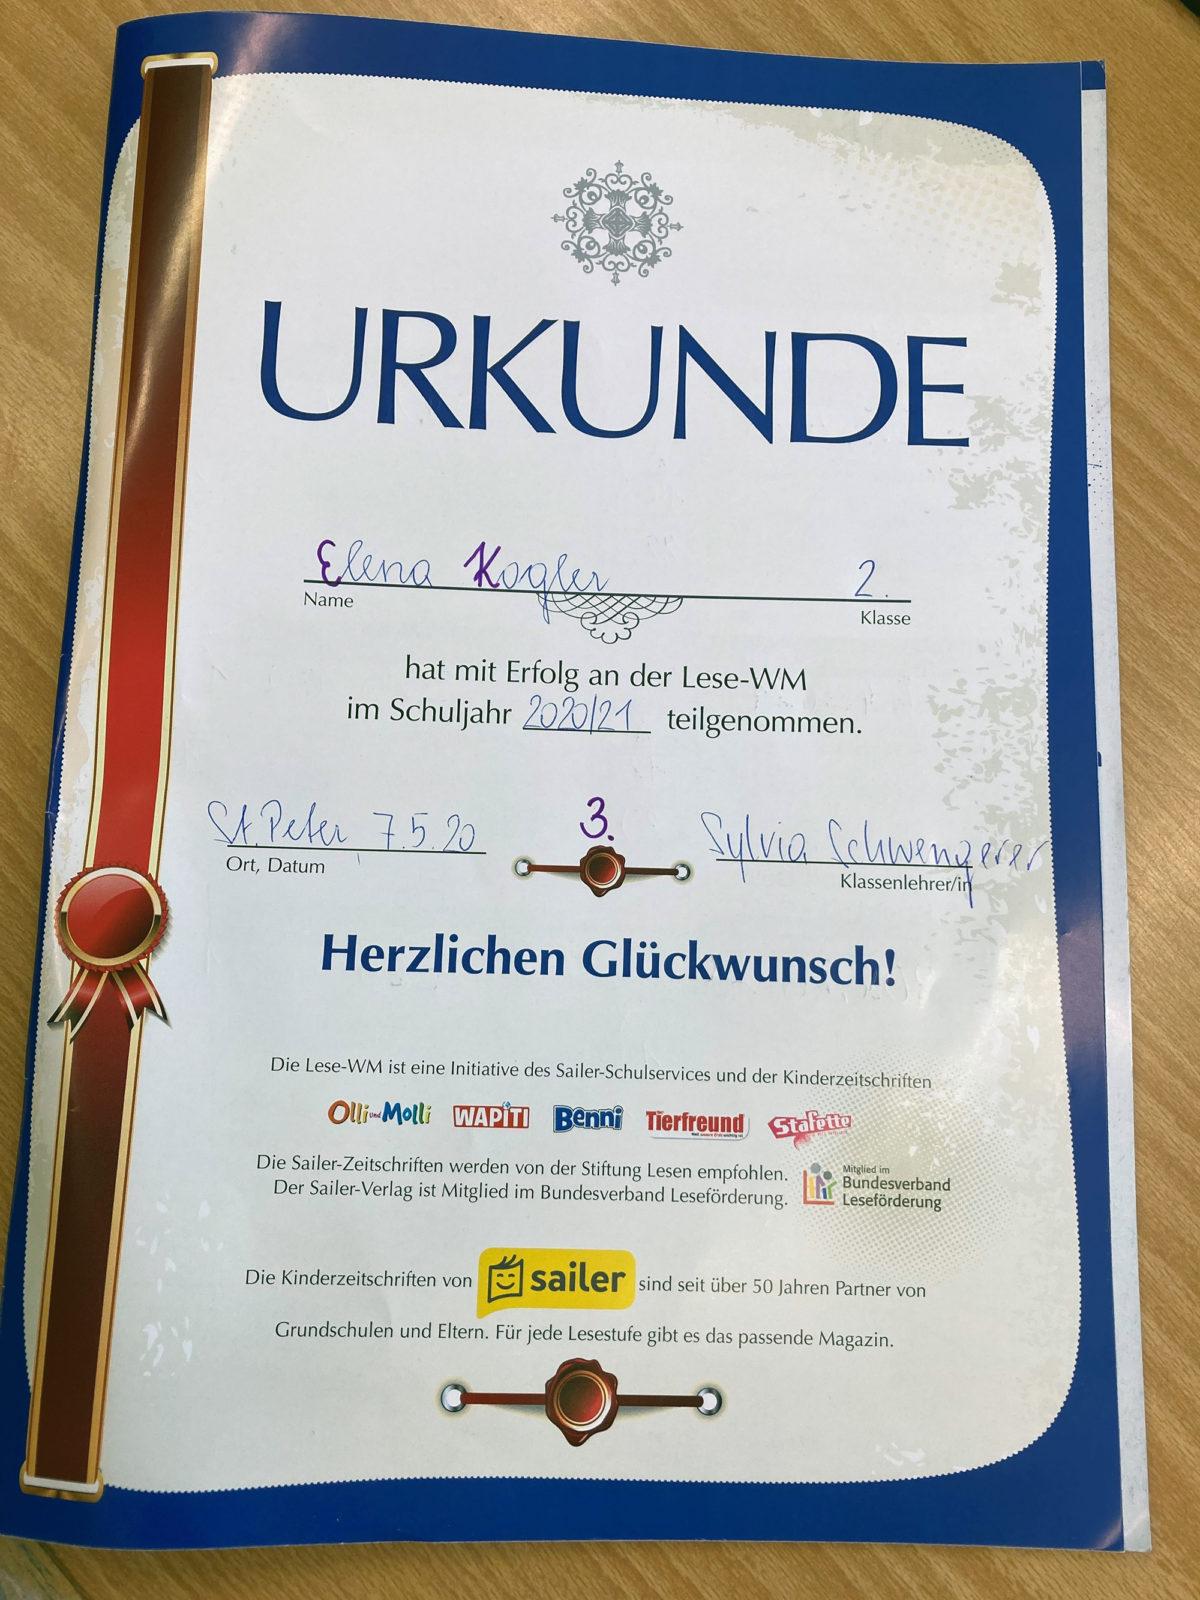 URKUNDE
Elena Kogler 2.
Name Klasse
hat mit Erfolg an der Lese-WM
im Schuljahr 2020/21 teilgenommen.
St. Peter 7.5.20 3. Sylvia Schwengerer
Ort, Datum Klassenlehrer/in
Herzlichen Glückwunsch!
Die Lese-WM ist eine Initiative des Sailer-Schulservices und der Kinderzeitschriften
Olli und Molli WAPITI Benni Tierfreund Stafette
Die Sailer-Zeitschriften werden von der Stiftung Lesen empfohlen.
Der Sailer-Verlag ist Mitglied im Bundesverband Leseförderung.
Mitglied im
Bundesverband
Leseförderung
Die Kinderzeitschriften von sailer sind seit über 50 Jahren Partner von
Grundschulen und Eltern. Für jede Lesestufe gibt es das passende Magazin.